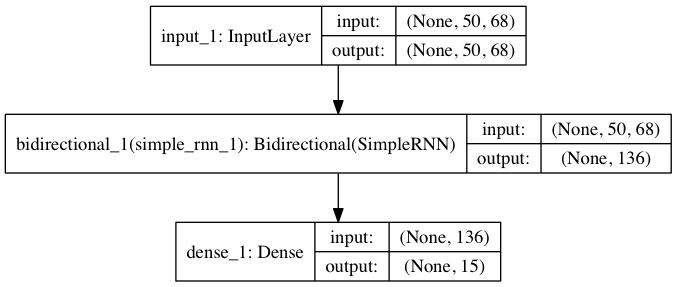 input_1: InputLayer
input: (None, 50, 68)
output: (None, 50, 68)
bidirectional_1(simple_rnn_1): Bidirectional(SimpleRNN)
input: (None, 50, 68)
output: (None, 136)
dense_1: Dense
input: (None, 136)
output: (None, 15)